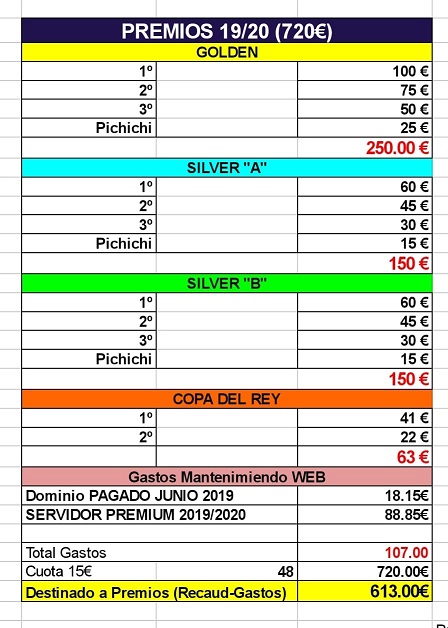 PREMIOS 19/20 (720€)
GOLDEN
1º 100 €
2º 75 €
3º 50 €
Pichichi 25 €
250.00 €
SILVER "A"
1º 60 €
2º 45 €
3º 30 €
Pichichi 15 €
150 €
SILVER "B"
1º 60 €
2º 45 €
3º 30 €
Pichichi 15 €
150 €
COPA DEL REY
1º 41 €
2º 22 €
63 €
Gastos Mantenimiendo WEB
Dominio PAGADO JUNIO 2019 18.15€
SERVIDOR PREMIUM 2019/2020 88.85€
Total Gastos 107.00
Cuota 15€ 48 720.00€
Destinado a Premios (Recaud-Gastos) 613.00€